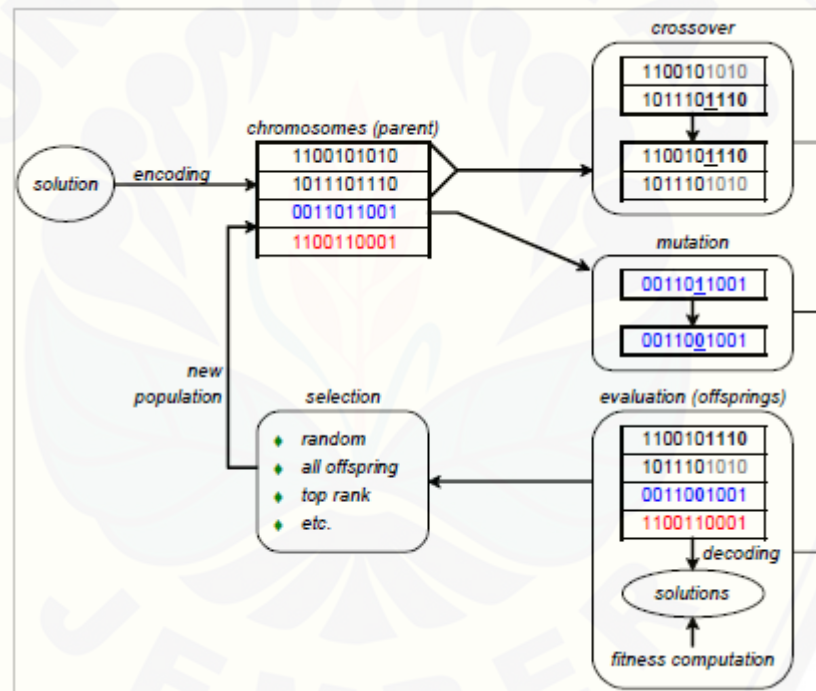 crossover
1100101010
1011101110
1100101110
1011101010
chromosomes (parent)
1100101010
1011101110
0011011001
1100110001
solution
encoding
mutation
0011011001
0011001001
new
population
selection
random
all offspring
top rank
etc.
evaluation (offsprings)
1100101110
1011101010
0011001001
1100110001
decoding
solutions
fitness computation
JEMBER